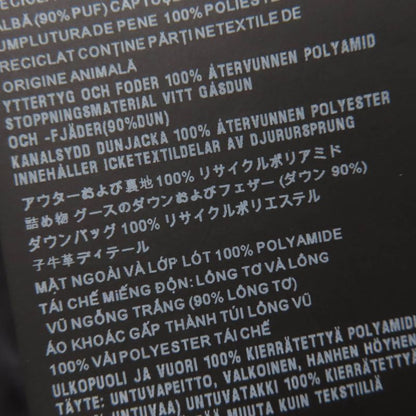 ALBĂ (90% PUF) CAPTUȘ
UMPLUTURA DE PENE 100% POLIES
RECICLAT CONȚINE PĂRȚI NETEXTILE DE
ORIGINE ANIMALĂ
YTTERTYG OCH FODER 100% ÅTERVUNNEN POLYAMID
STOPPNINGSMATERIAL VITT GÅSDUN
OCH -FJÄDER(90%DUN)
KANALSYDD DUNJACKA 100% ÅTERVUNNEN POLYESTER
INNEHÅLLER ICKETEXTILDELAR AV DJURURSPRUNG
アウターおよび裏地 100% リサイクルポリアミド
詰め物 グースのダウンおよびフェザー (ダウン 90%)
ダウンバッグ 100% リサイクルポリエステル
子牛革ディテール
MẶT NGOÀI VÀ LỚP LÓT 100% POLYAMIDE
TÁI CHẾ MIẾNG ĐỘN: LÔNG TƠ VÀ LÔNG
VŨ NGỖNG TRẮNG (90% LÔNG TƠ)
ÁO KHOÁC GẤP THÀNH TÚI LÔNG VŨ
100% VẢI POLYESTER TÁI CHẾ
ULKOPUOLI JA VUORI 100% KIERRÄTETTYÄ POLYAMIDI
TÄYTE: UNTUVAPEITTO, VALKOINEN, HANHEN HÖYHEN
UNTUVAA) UNTUVATAKKI 100% KIERRÄTETTY
MUUTA KUIN TEKSTIILIÄ